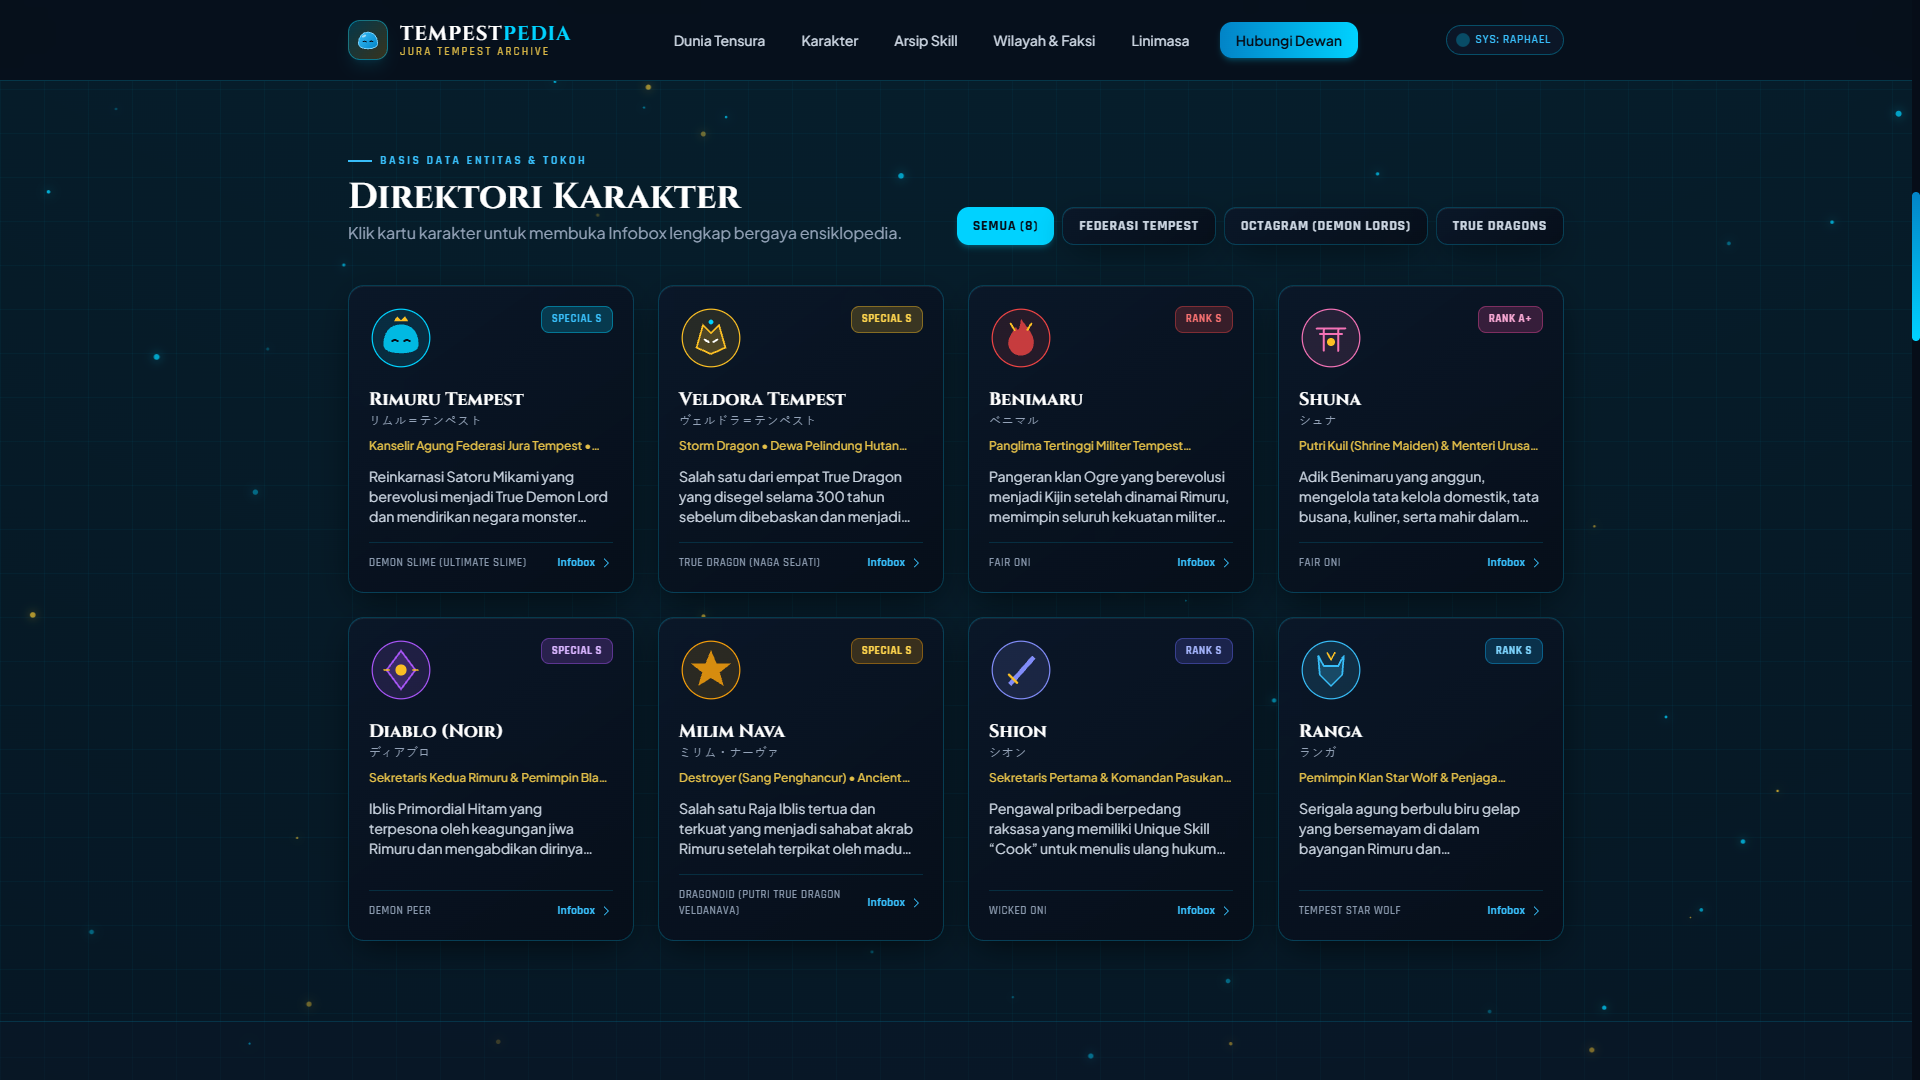 TEMPESTPEDIA
JURA TEMPEST ARCHIVE
Dunia Tensura
Karakter
Arsip Skill
Wilayah & Faksi
Linimasa
Hubungi Dewan
SYS: RAPHAEL
BASIS DATA ENTITAS & TOKOH
DIREKTORI KARAKTER
Klik kartu karakter untuk membuka Infobox lengkap bergaya ensiklopedia.
SEMUA (8)
FEDERASI TEMPEST
OCTAGRAM (DEMON LORDS)
TRUE DRAGONS
SPECIAL S
RIMURU TEMPEST
リムル=テンペスト
Kanselir Agung Federasi Jura Tempest •...
Reinkarnasi Satoru Mikami yang
berevolusi menjadi True Demon Lord
dan mendirikan negara monster...
DEMON SLIME (ULTIMATE SLIME)
Infobox
SPECIAL S
VELDORA TEMPEST
ヴェルドラ=テンペスト
Storm Dragon • Dewa Pelindung Hutan...
Salah satu dari empat True Dragon
yang disegel selama 300 tahun
sebelum dibebaskan dan menjadi...
TRUE DRAGON (NAGA SEJATI)
Infobox
RANK S
BENIMARU
ベニマル
Panglima Tertinggi Militer Tempest...
Pangeran klan Ogre yang berevolusi
menjadi Kijin setelah dinamai Rimuru,
memimpin seluruh kekuatan militer...
FAIR ONI
Infobox
RANK A+
SHUNA
シュナ
Putri Kuil (Shrine Maiden) & Menteri Urusa...
Adik Benimaru yang anggun,
mengelola tata kelola domestik, tata
busana, kuliner, serta mahir dalam...
FAIR ONI
Infobox
SPECIAL S
DIABLO (NOIR)
ディアブロ
Sekretaris Kedua Rimuru & Pemimpin Bla...
Iblis Primordial Hitam yang
terpesona oleh keagungan jiwa
Rimuru dan mengabdikan dirinya...
DEMON PEER
Infobox
SPECIAL S
MILIM NAVA
ミリム・ナーヴァ
Destroyer (Sang Penghancur) • Ancient...
Salah satu Raja Iblis tertua dan
terkuat yang menjadi sahabat akrab
Rimuru setelah terpikat oleh madu...
DRAGONOID (PUTRI TRUE DRAGON
VELDANAVA)
Infobox
RANK S
SHION
シオン
Sekretaris Pertama & Komandan Pasukan...
Pengawal pribadi berpedang
raksasa yang memiliki Unique Skill
“Cook” untuk menulis ulang hukum...
WICKED ONI
Infobox
RANK S
RANGA
ランガ
Pemimpin Klan Star Wolf & Penjaga...
Serigala agung berbulu biru gelap
yang bersemayam di dalam
bayangan Rimuru dan...
TEMPEST STAR WOLF
Infobox